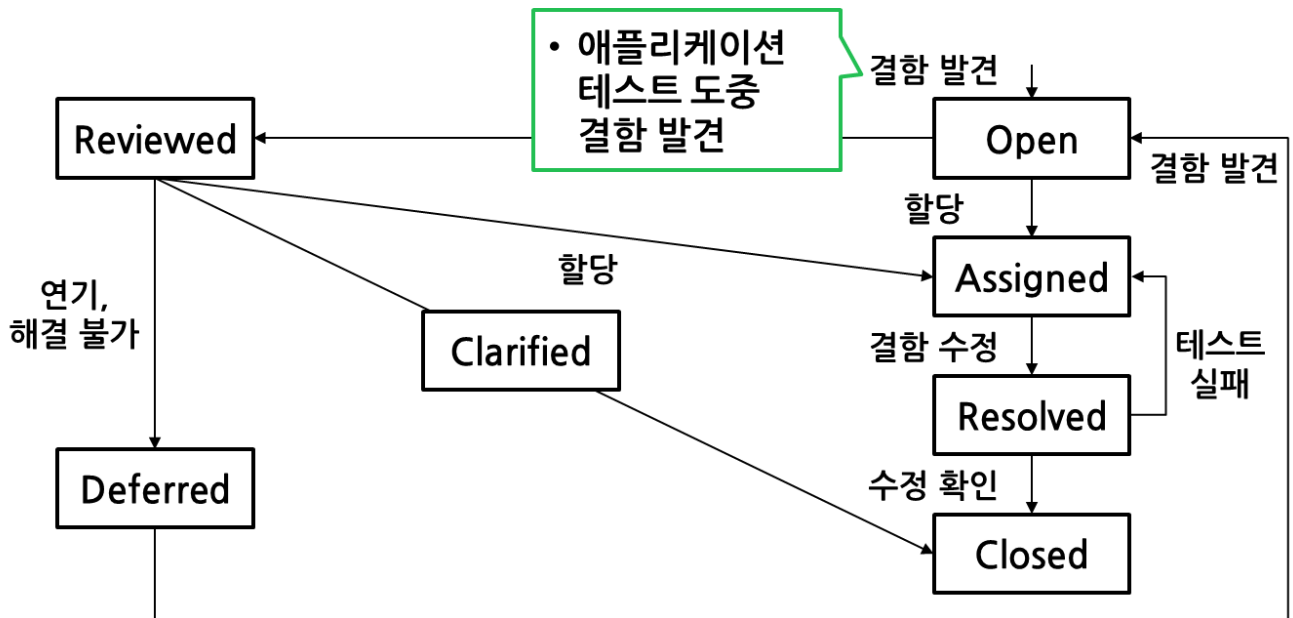 • 애플리케이션
테스트 도중
결함 발견
결함 발견
Reviewed
Open
결함 발견
할당
할당
Assigned
연기,
해결 불가
Clarified
결함 수정
테스트
실패
Resolved
Deferred
수정 확인
Closed